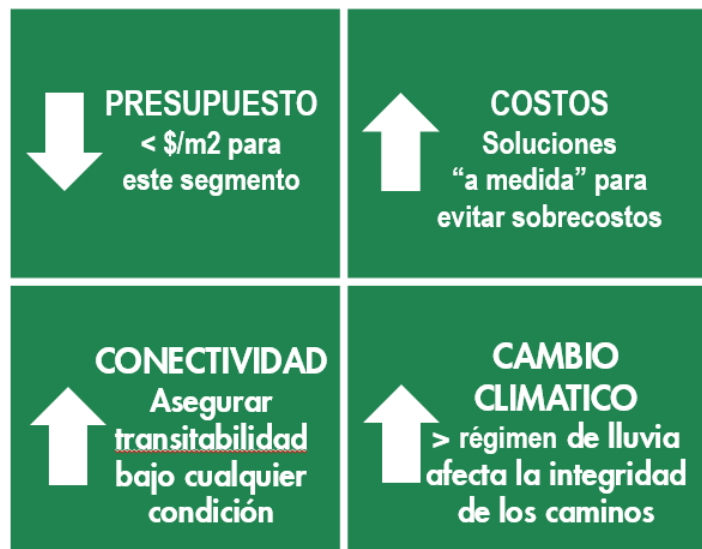 PRESUPUESTO
< $/m2 para
este segmento
COSTOS
Soluciones
“a medida” para
evitar sobrecostos
CONECTIVIDAD
Asegurar
transitabilidad
bajo cualquier
condición
CAMBIO
CLIMATICO
> régimen de lluvia
afecta la integridad
de los caminos